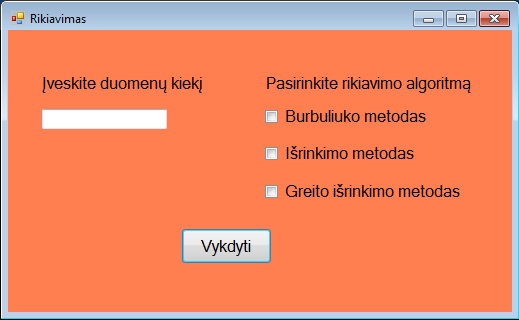 Rikiavimas
Įveskite duomenų kiekį
Pasirinkite rikiavimo algoritmą
Burbuliuko metodas
Išrinkimo metodas
Greito išrinkimo metodas
Vykdyti